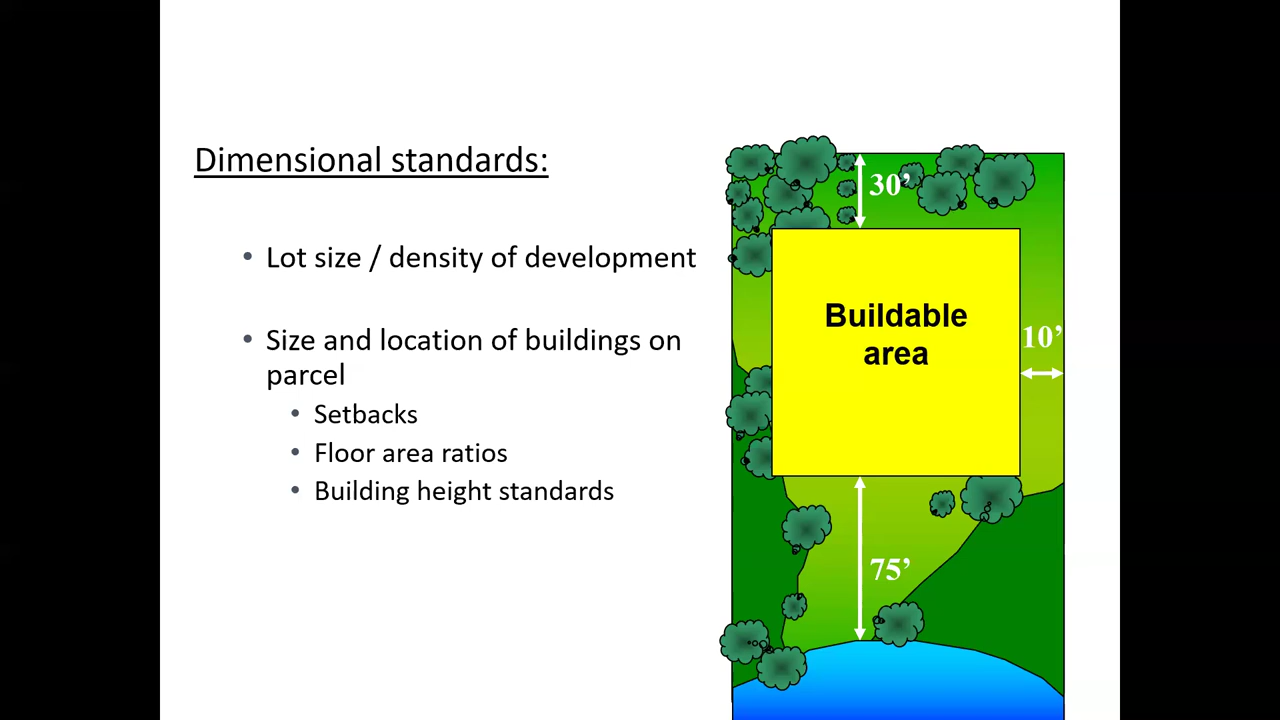 Dimensional standards:
• Lot size / density of development
• Size and location of buildings on
parcel
• Setbacks
• Floor area ratios
• Building height standards
30’
Buildable
area
10’
75’